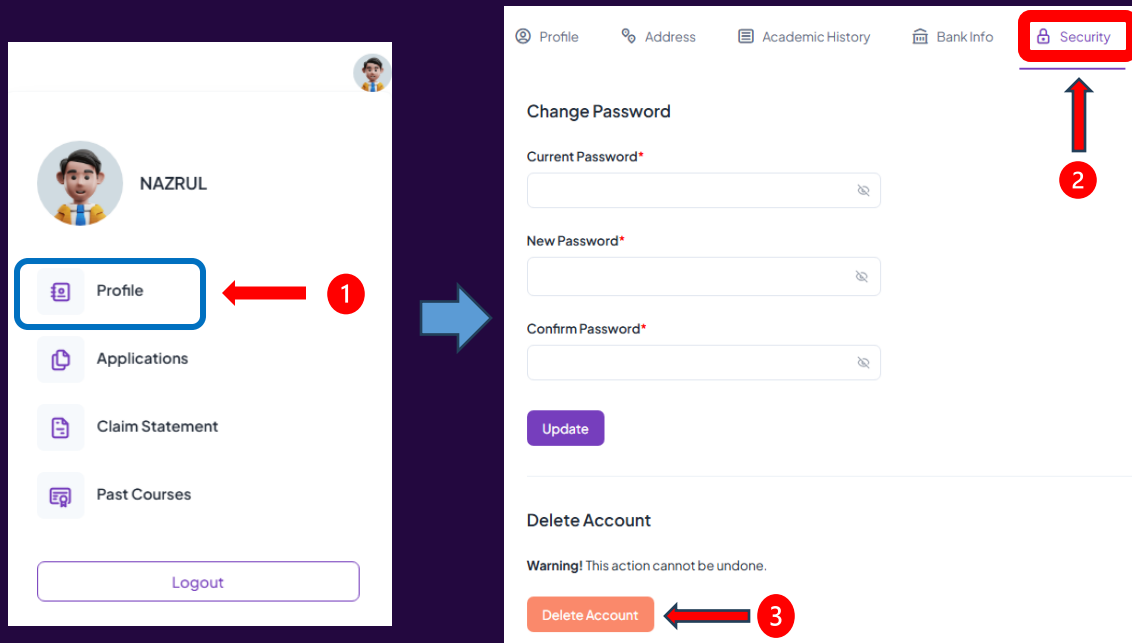 NAZRUL
Profile
1
Applications
Claim Statement
Past Courses
Logout
Profile Address Academic History Bank Info Security
2
Change Password
Current Password*
New Password*
Confirm Password*
Update
Delete Account
Warning! This action cannot be undone.
Delete Account
3